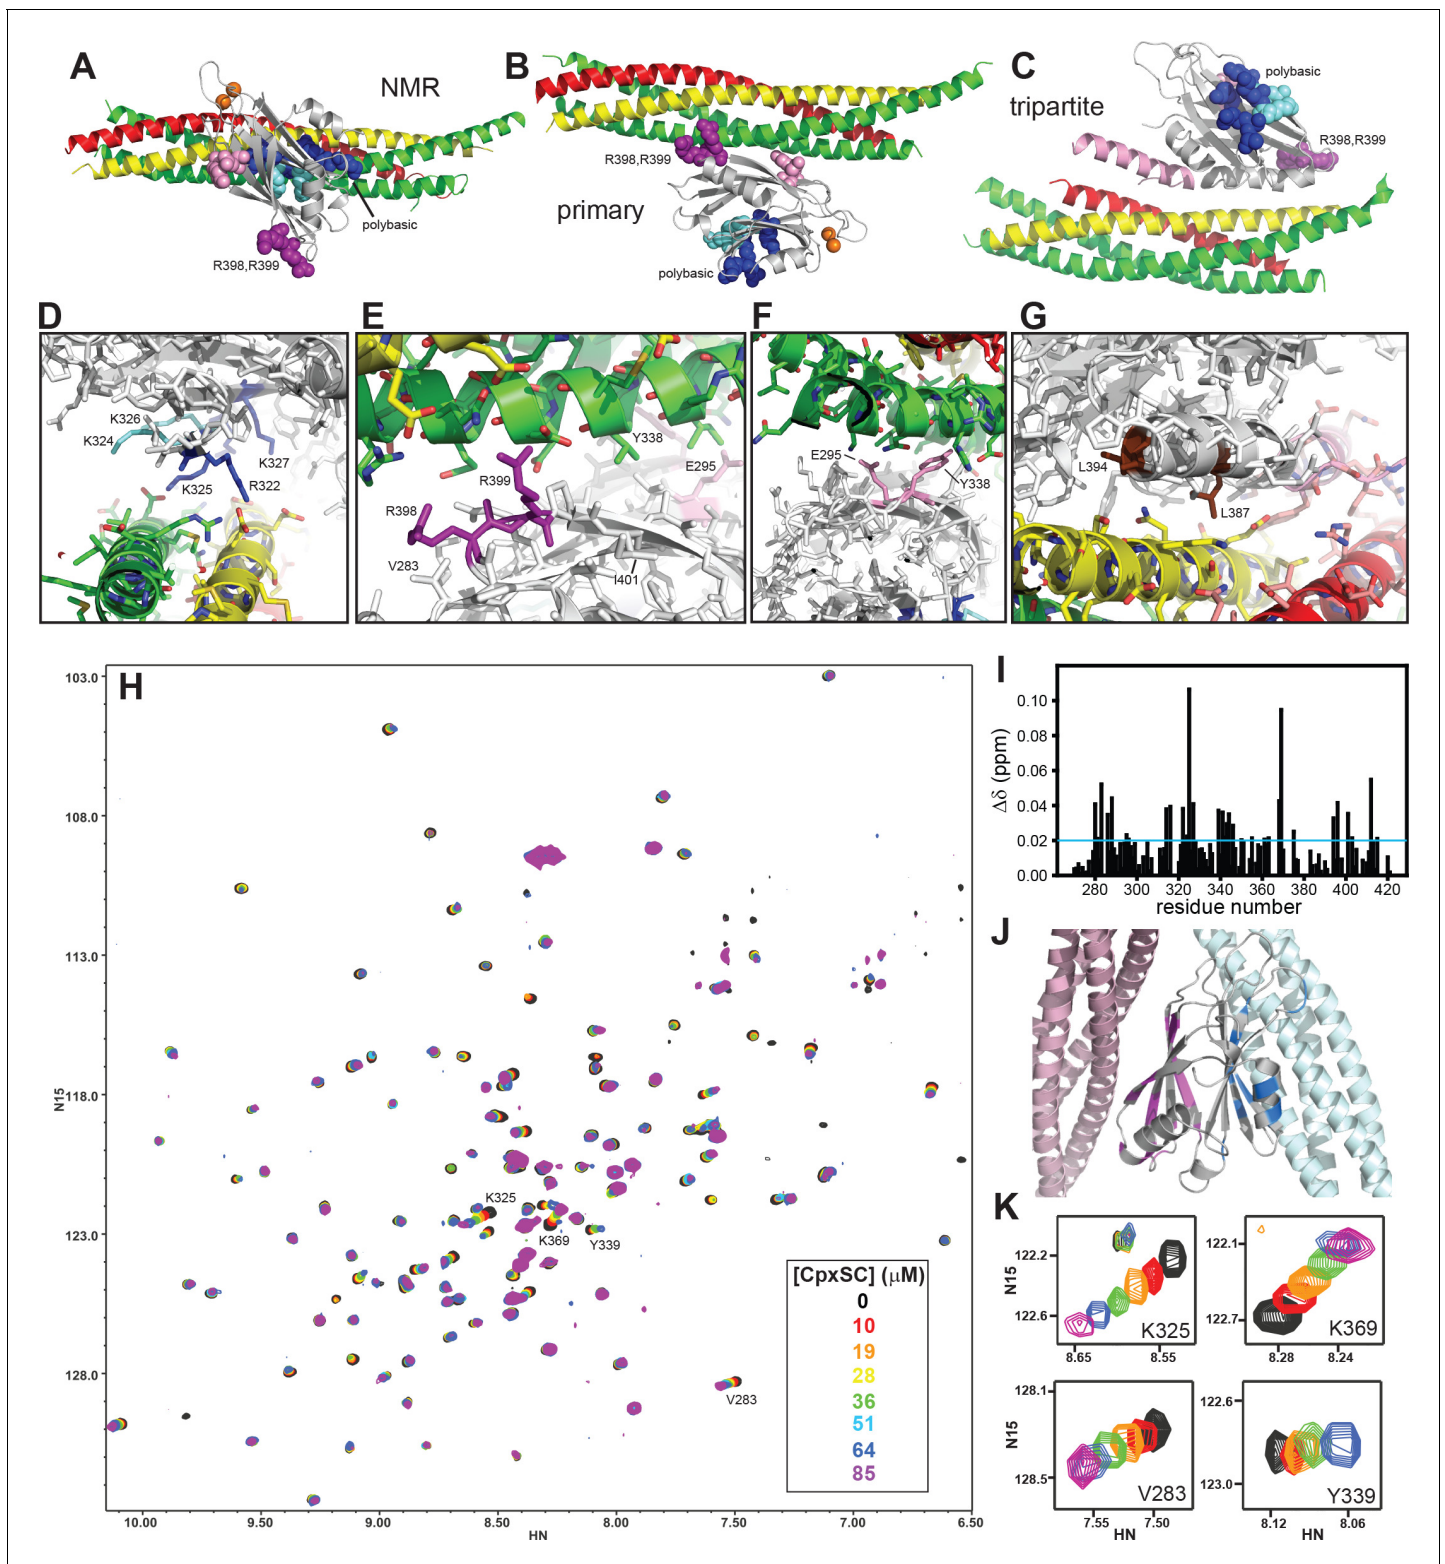 A
NMR
R398,R399
polybasic
B
R398,R399
primary
polybasic
C
tripartite
polybasic
R398,R399
D
K326
K324
K327
K325
R322
E
Y338
E295
R399
R398
V283
I401
F
E295
Y338
G
L394
L387
H
103.0
108.0
113.0
118.0
123.0
128.0
N15
K325
K369
Y339
V283
[CpxSC] (μM)
0
10
19
28
36
51
64
85
10.00
9.50
9.00
8.50
8.00
7.50
7.00
6.50
HN
I
Δδ (ppm)
0.10
0.08
0.06
0.04
0.02
0.00
280 300 320 340 360 380 400 420
residue number
J
K
N15
122.2
122.6
K325
8.65 8.55
122.1
122.7
K369
8.28 8.24
N15
128.1
128.5
V283
7.55 7.50
HN
122.6
123.0
Y339
8.12 8.06
HN